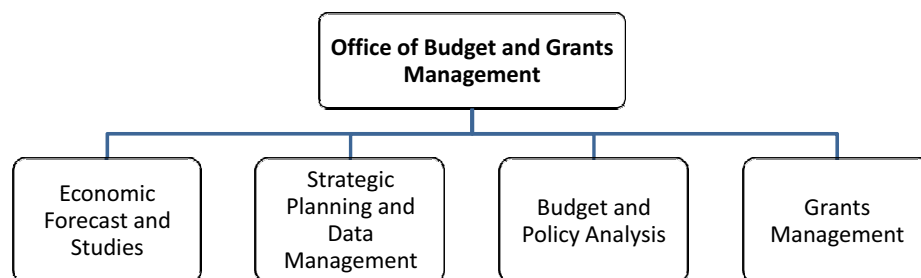 Office of Budget and Grants
Management
Economic
Forecast and
Studies
Strategic
Planning and
Data
Management
Budget and
Policy Analysis
Grants
Management